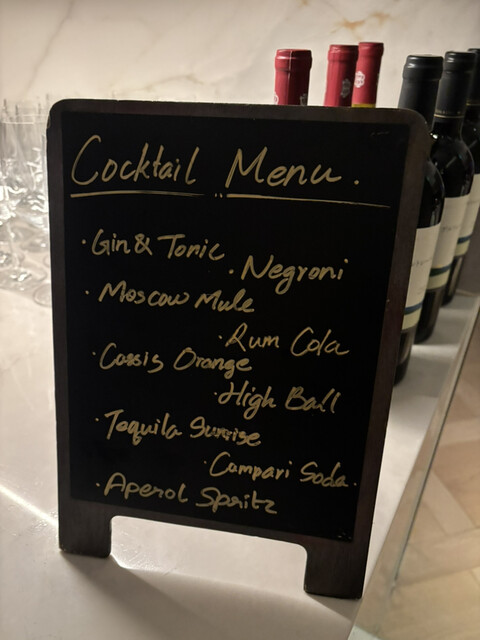 Cocktail Menu.
· Gin & Tonic
· Negroni
· Moscow Mule
· Rum Cola
· Cassis Orange
· High Ball
· Tequila Sunrise
· Campari Soda.
· Aperol Spritz